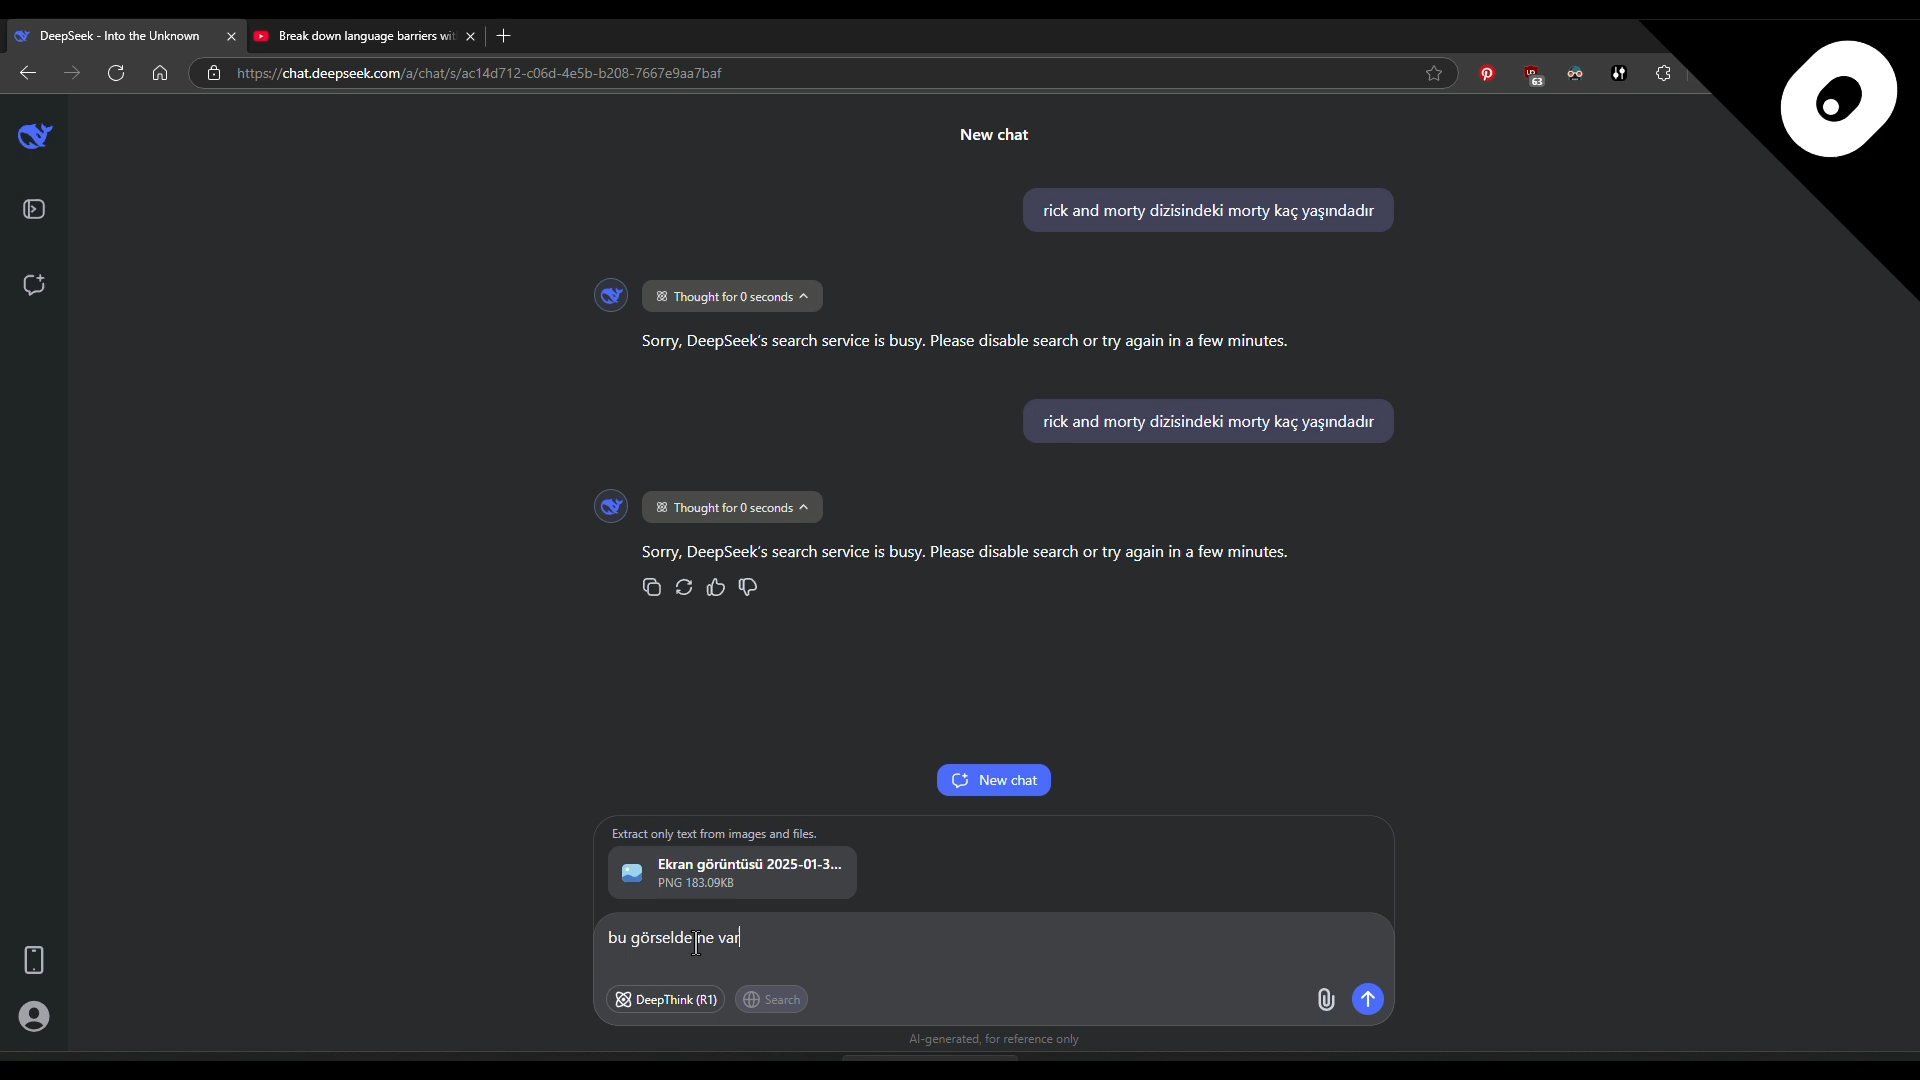 DeepSeek - Into the Unknown
Break down language barriers wit
https://chat.deepseek.com/a/chat/s/ac14d712-c06d-4e5b-b208-7667e9aa7baf
63
New chat
rick and morty dizisindeki morty kaç yaşındadır
Thought for 0 seconds
Sorry, DeepSeek's search service is busy. Please disable search or try again in a few minutes.
rick and morty dizisindeki morty kaç yaşındadır
Thought for 0 seconds
Sorry, DeepSeek's search service is busy. Please disable search or try again in a few minutes.
New chat
Extract only text from images and files.
Ekran görüntüsü 2025-01-3...
PNG 183.09KB
bu görselde ne var
DeepThink (R1) Search
AI-generated, for reference only